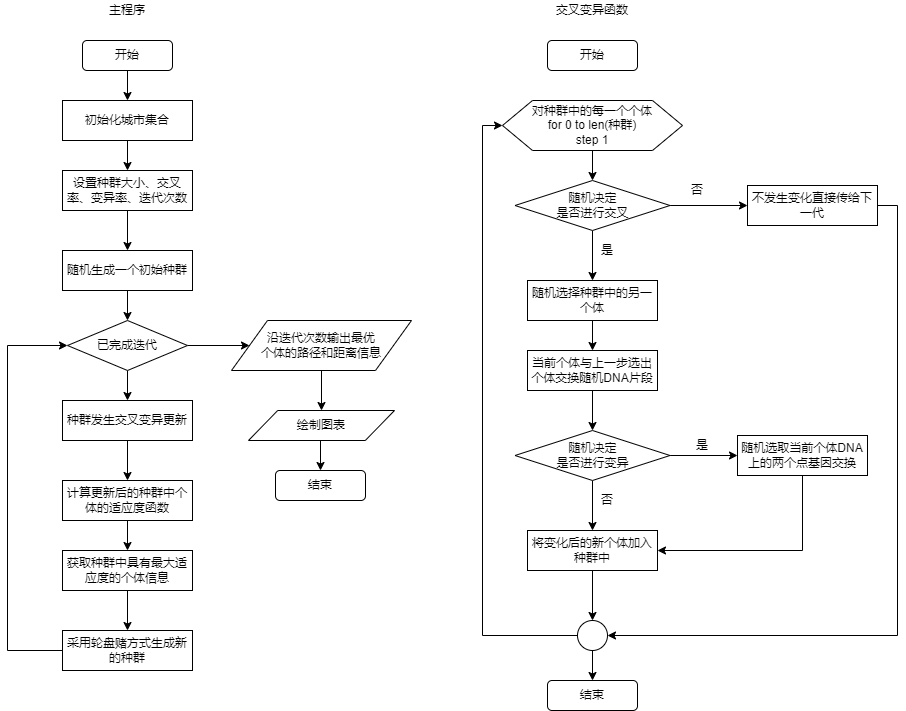 主程序
开始
初始化城市集合
设置种群大小、交叉
率、变异率、迭代次数
随机生成一个初始种群
已完成迭代
沿迭代次数输出最优
个体的路径和距离信息
绘制图表
结束
种群发生交叉变异更新
计算更新后的种群中个
体的适应度函数
获取种群中具有最大适
应度的个体信息
采用轮盘赌方式生成新
的种群
交叉变异函数
开始
对种群中的每一个个体
for 0 to len(种群)
step 1
随机决定
是否进行交叉
否
不发生变化直接传给下
一代
是
随机选择种群中的另一
个体
当前个体与上一步选出
个体交换随机DNA片段
随机决定
是否进行变异
是
随机选取当前个体DNA
上的两个点基因交换
否
将变化后的新个体加入
种群中
结束